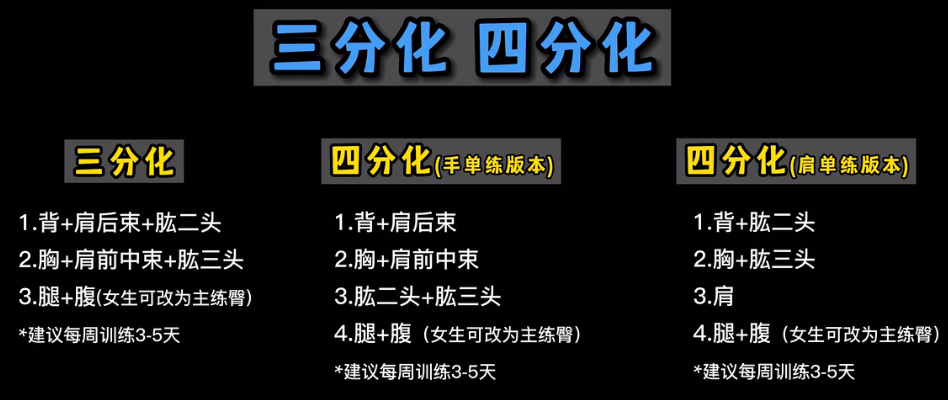 三分化 四分化
三分化
1.背+肩后束+肱二头
2.胸+肩前中束+肱三头
3.腿+腹(女生可改为主练臀)
*建议每周训练3-5天
四分化(手单练版本)
1.背+肩后束
2.胸+肩前中束
3.肱二头+肱三头
4.腿+腹（女生可改为主练臀）
*建议每周训练3-5天
四分化(肩单练版本)
1.背+肱二头
2.胸+肱三头
3.肩
4.腿+腹（女生可改为主练臀）
*建议每周训练3-5天